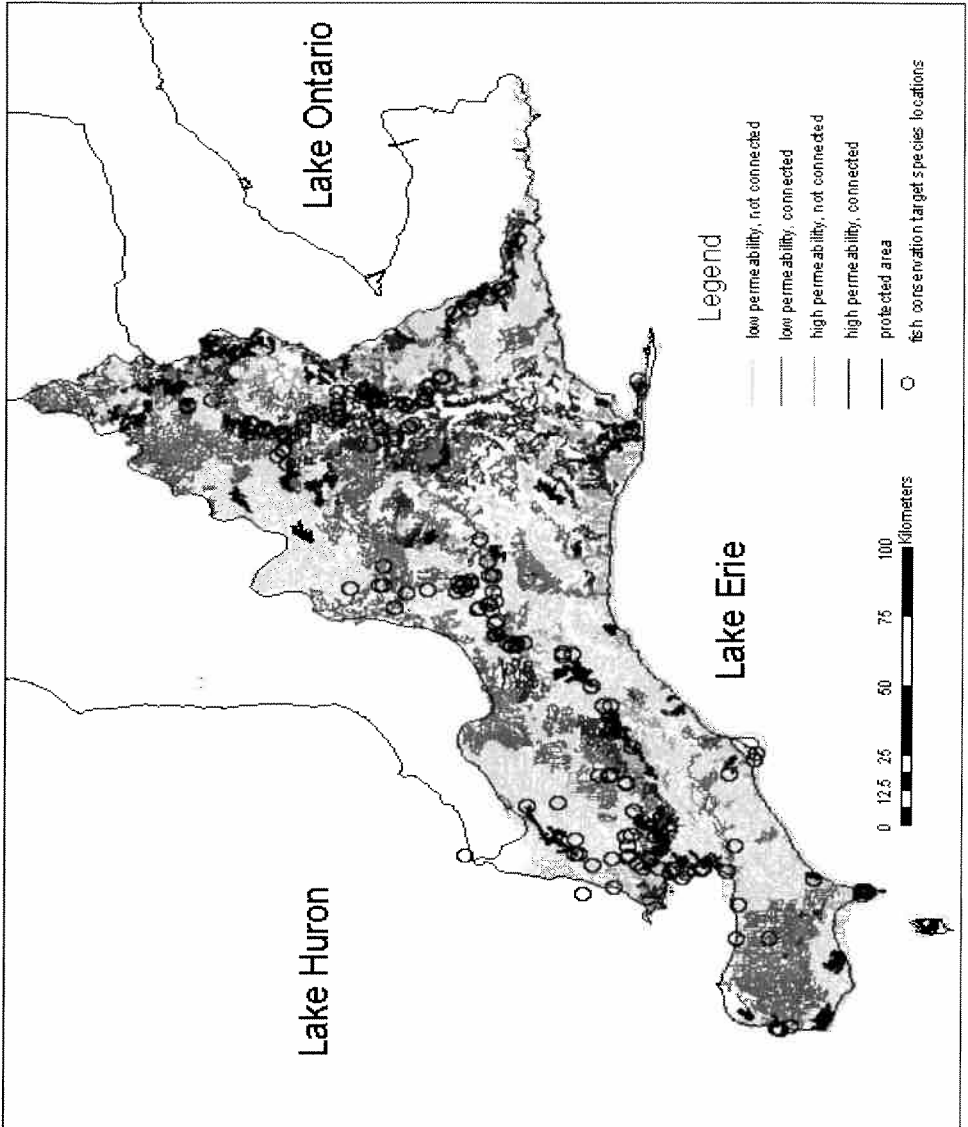 Lake Huron
Lake Ontario
Lake Erie
Legend
low permeability, not connected
low permeability, connected
high permeability, not connected
high permeability, connected
protected area
fish conservation target species locations
0 12.5 25 50 75 100
Kilometers